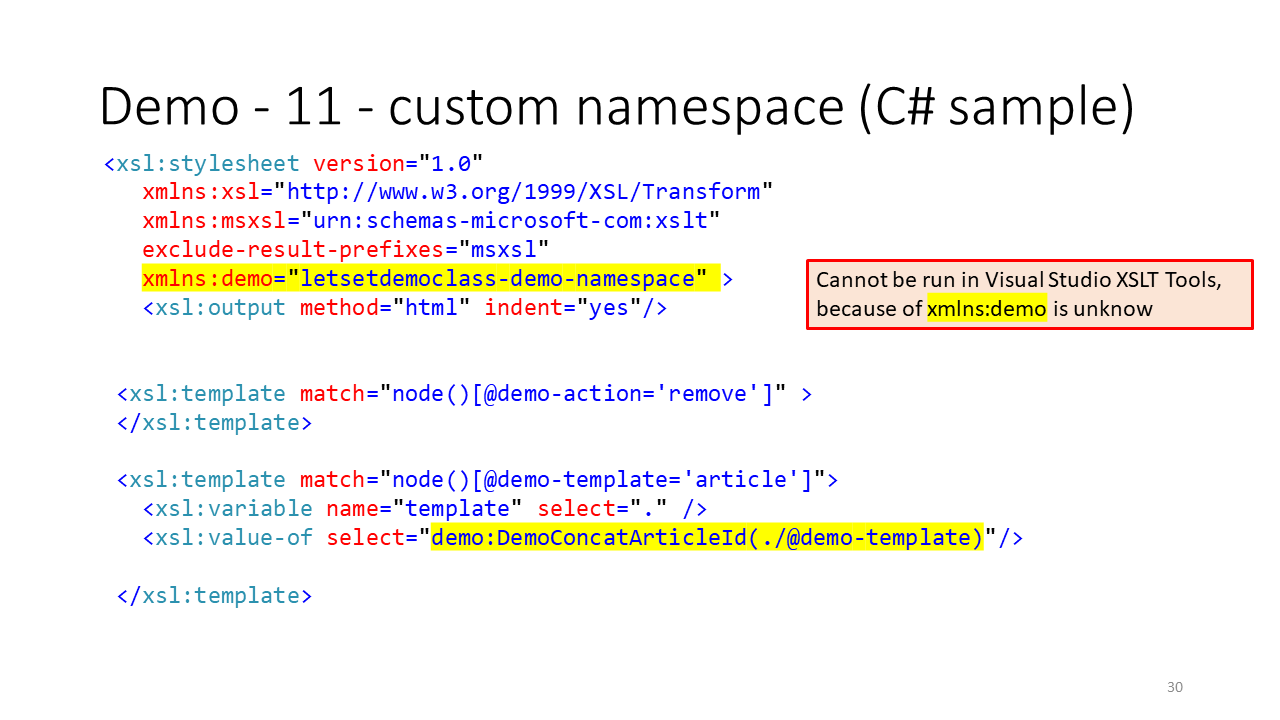 Demo - 11 - custom namespace (C# sample)
<xsl:stylesheet version="1.0"
xmlns:xsl="http://www.w3.org/1999/XSL/Transform"
xmlns:msxsl="urn:schemas-microsoft-com:xslt"
exclude-result-prefixes="msxsl"
xmlns:demo="letsetdemoclass-demo-namespace" >
<xsl:output method="html" indent="yes"/>
Cannot be run in Visual Studio XSLT Tools,
because of xmlns:demo is unknow
<xsl:template match="node()[@demo-action='remove']" >
</xsl:template>
<xsl:template match="node()[@demo-template='article']">
<xsl:variable name="template" select="." />
<xsl:value-of select="demo:DemoConcatArticleId(./@demo-template)"/>
</xsl:template>
30